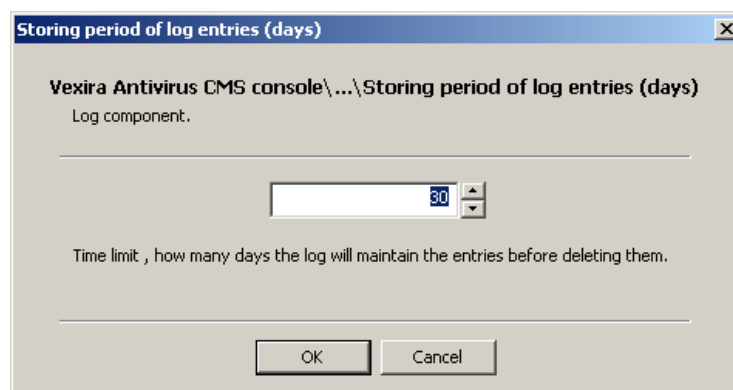 Storing period of log entries (days)
Vexira Antivirus CMS console\...\Storing period of log entries (days)
Log component.
30
Time limit , how many days the log will maintain the entries before deleting them.
OK Cancel